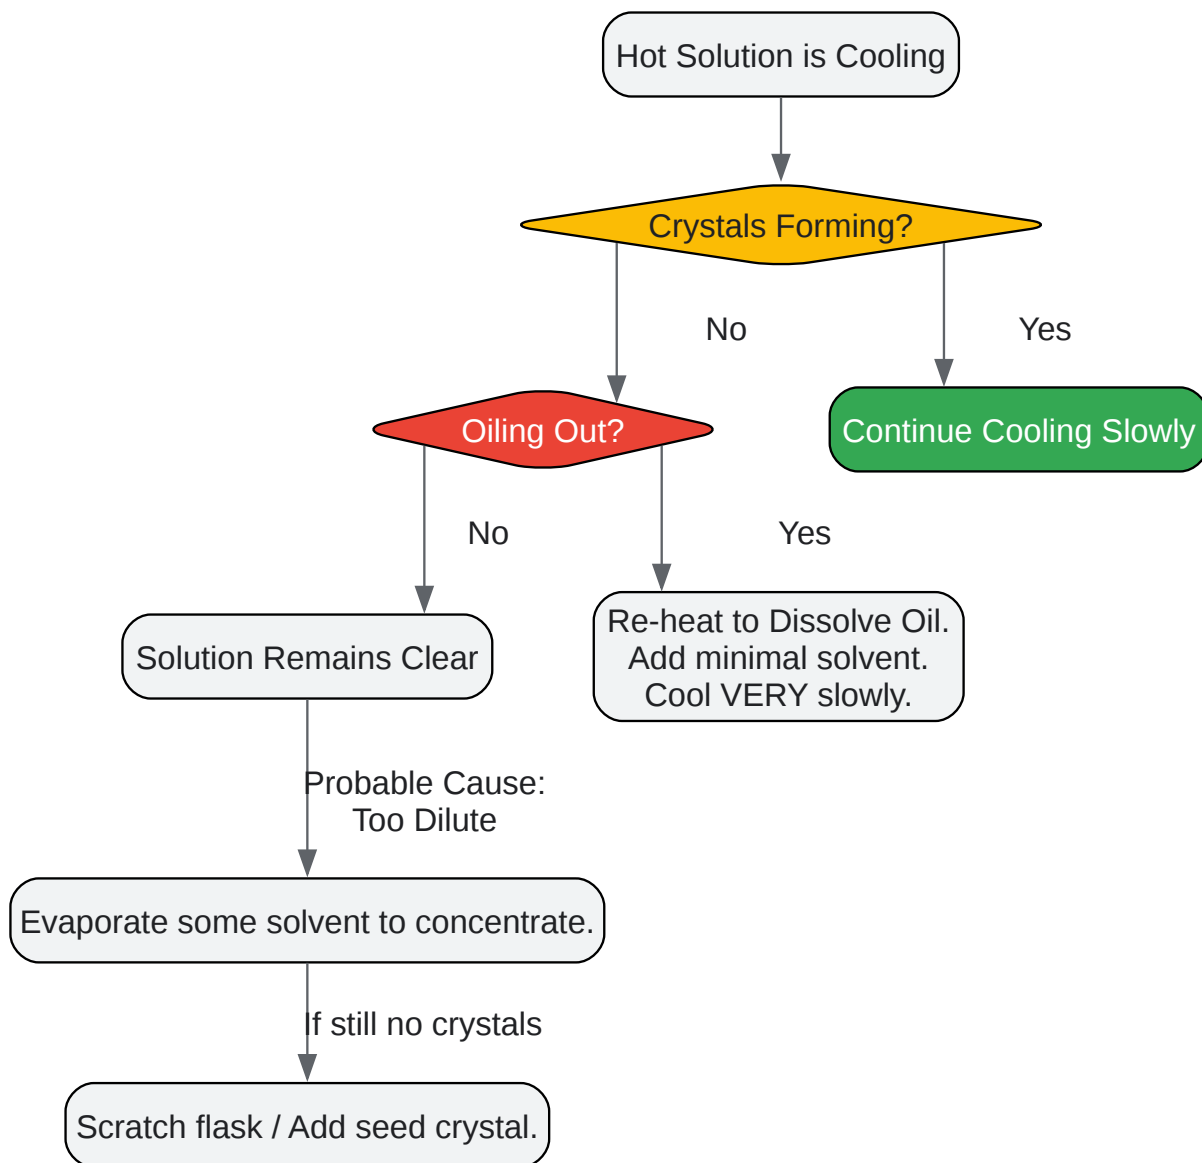 Hot Solution is Cooling
Crystals Forming?
No
Yes
Oiling Out?
Continue Cooling Slowly
No
Yes
Solution Remains Clear
Re-heat to Dissolve Oil.
Add minimal solvent.
Cool VERY slowly.
Probable Cause:
Too Dilute
Evaporate some solvent to concentrate.
If still no crystals
Scratch flask / Add seed crystal.